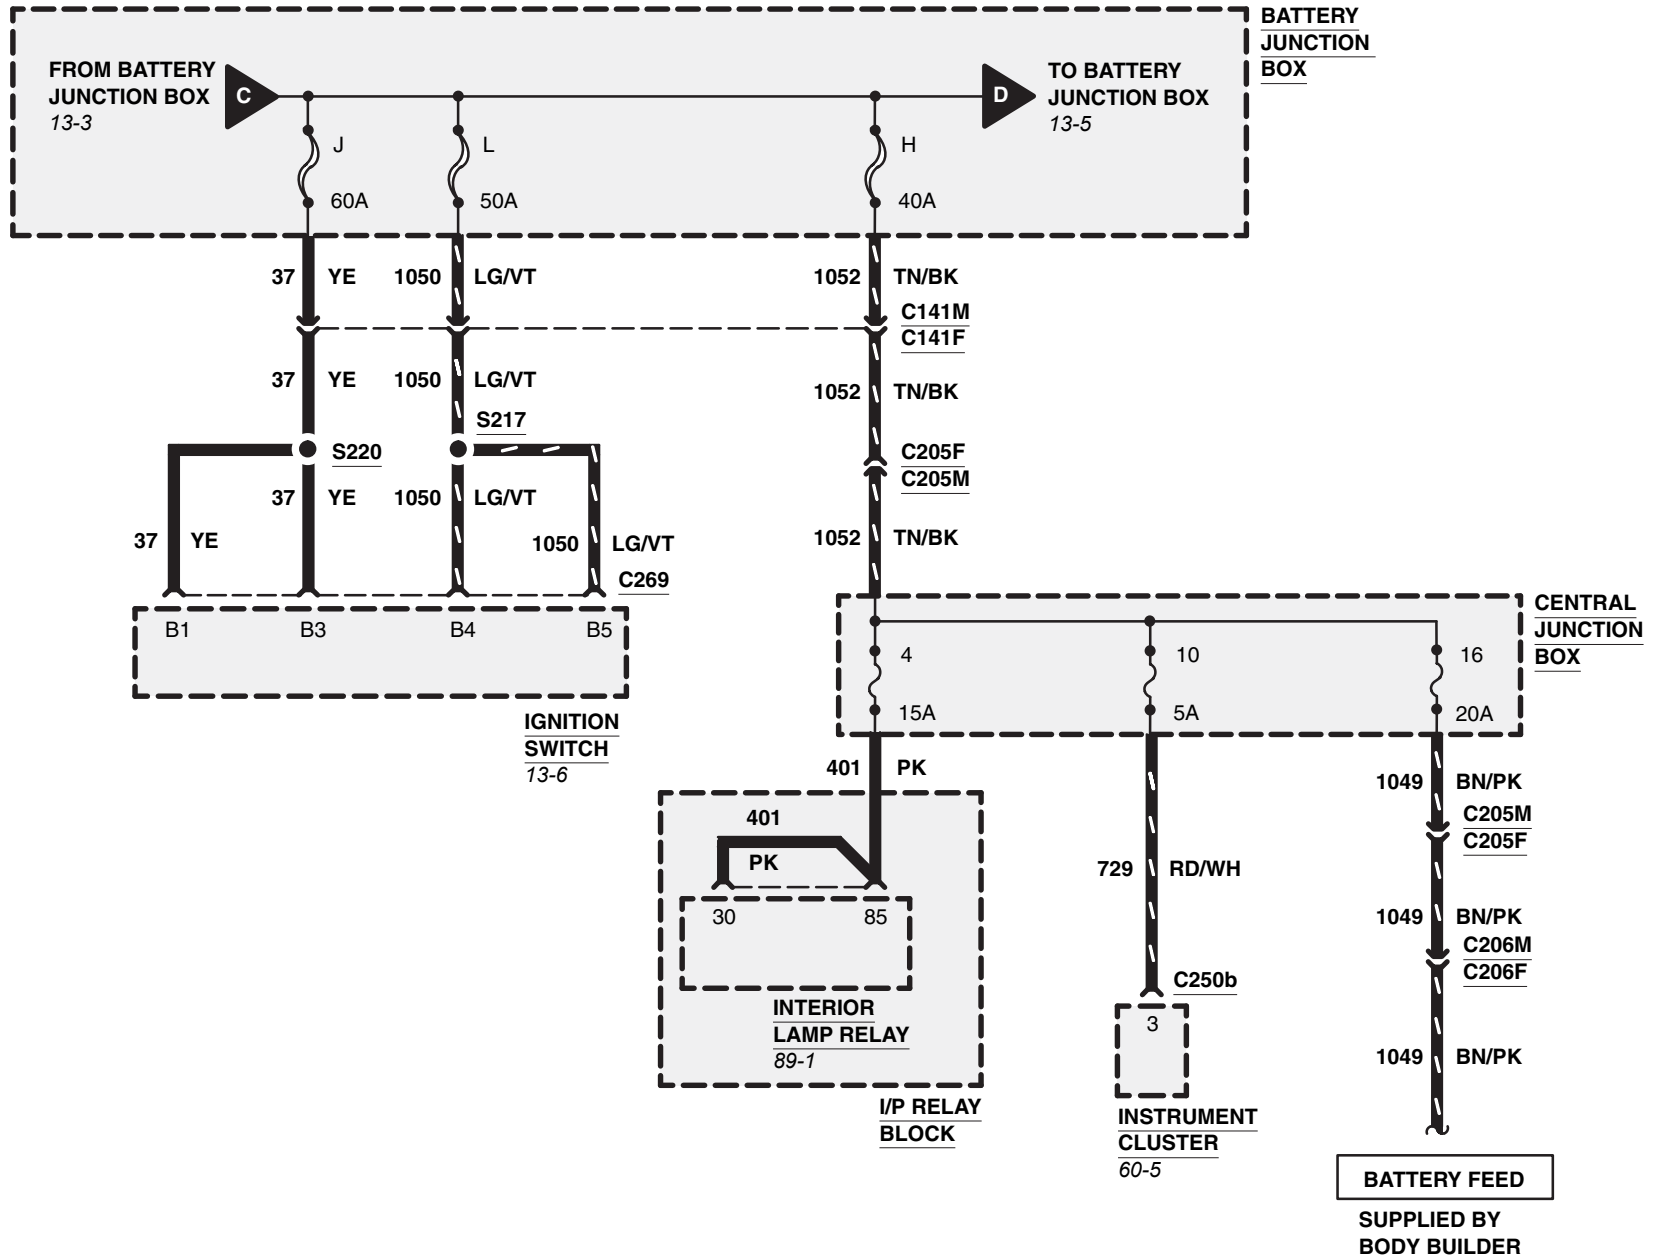 BATTERY
JUNCTION
BOX
FROM BATTERY
JUNCTION BOX
13-3
C
D
TO BATTERY
JUNCTION BOX
13-5
J
60A
L
50A
H
40A
37 YE
1050 LG/VT
1052 TN/BK
C141M
C141F
37 YE
1050 LG/VT
1052 TN/BK
S217
S220
C205F
C205M
37 YE
1050 LG/VT
37 YE
1050 LG/VT
1052 TN/BK
C269
B1
B3
B4
B5
IGNITION
SWITCH
13-6
CENTRAL
JUNCTION
BOX
4
15A
10
5A
16
20A
401 PK
401
PK
30
85
INTERIOR
LAMP RELAY
89-1
I/P RELAY
BLOCK
729 RD/WH
C250b
3
INSTRUMENT
CLUSTER
60-5
1049 BN/PK
C205M
C205F
1049 BN/PK
C206M
C206F
1049 BN/PK
BATTERY FEED
SUPPLIED BY
BODY BUILDER